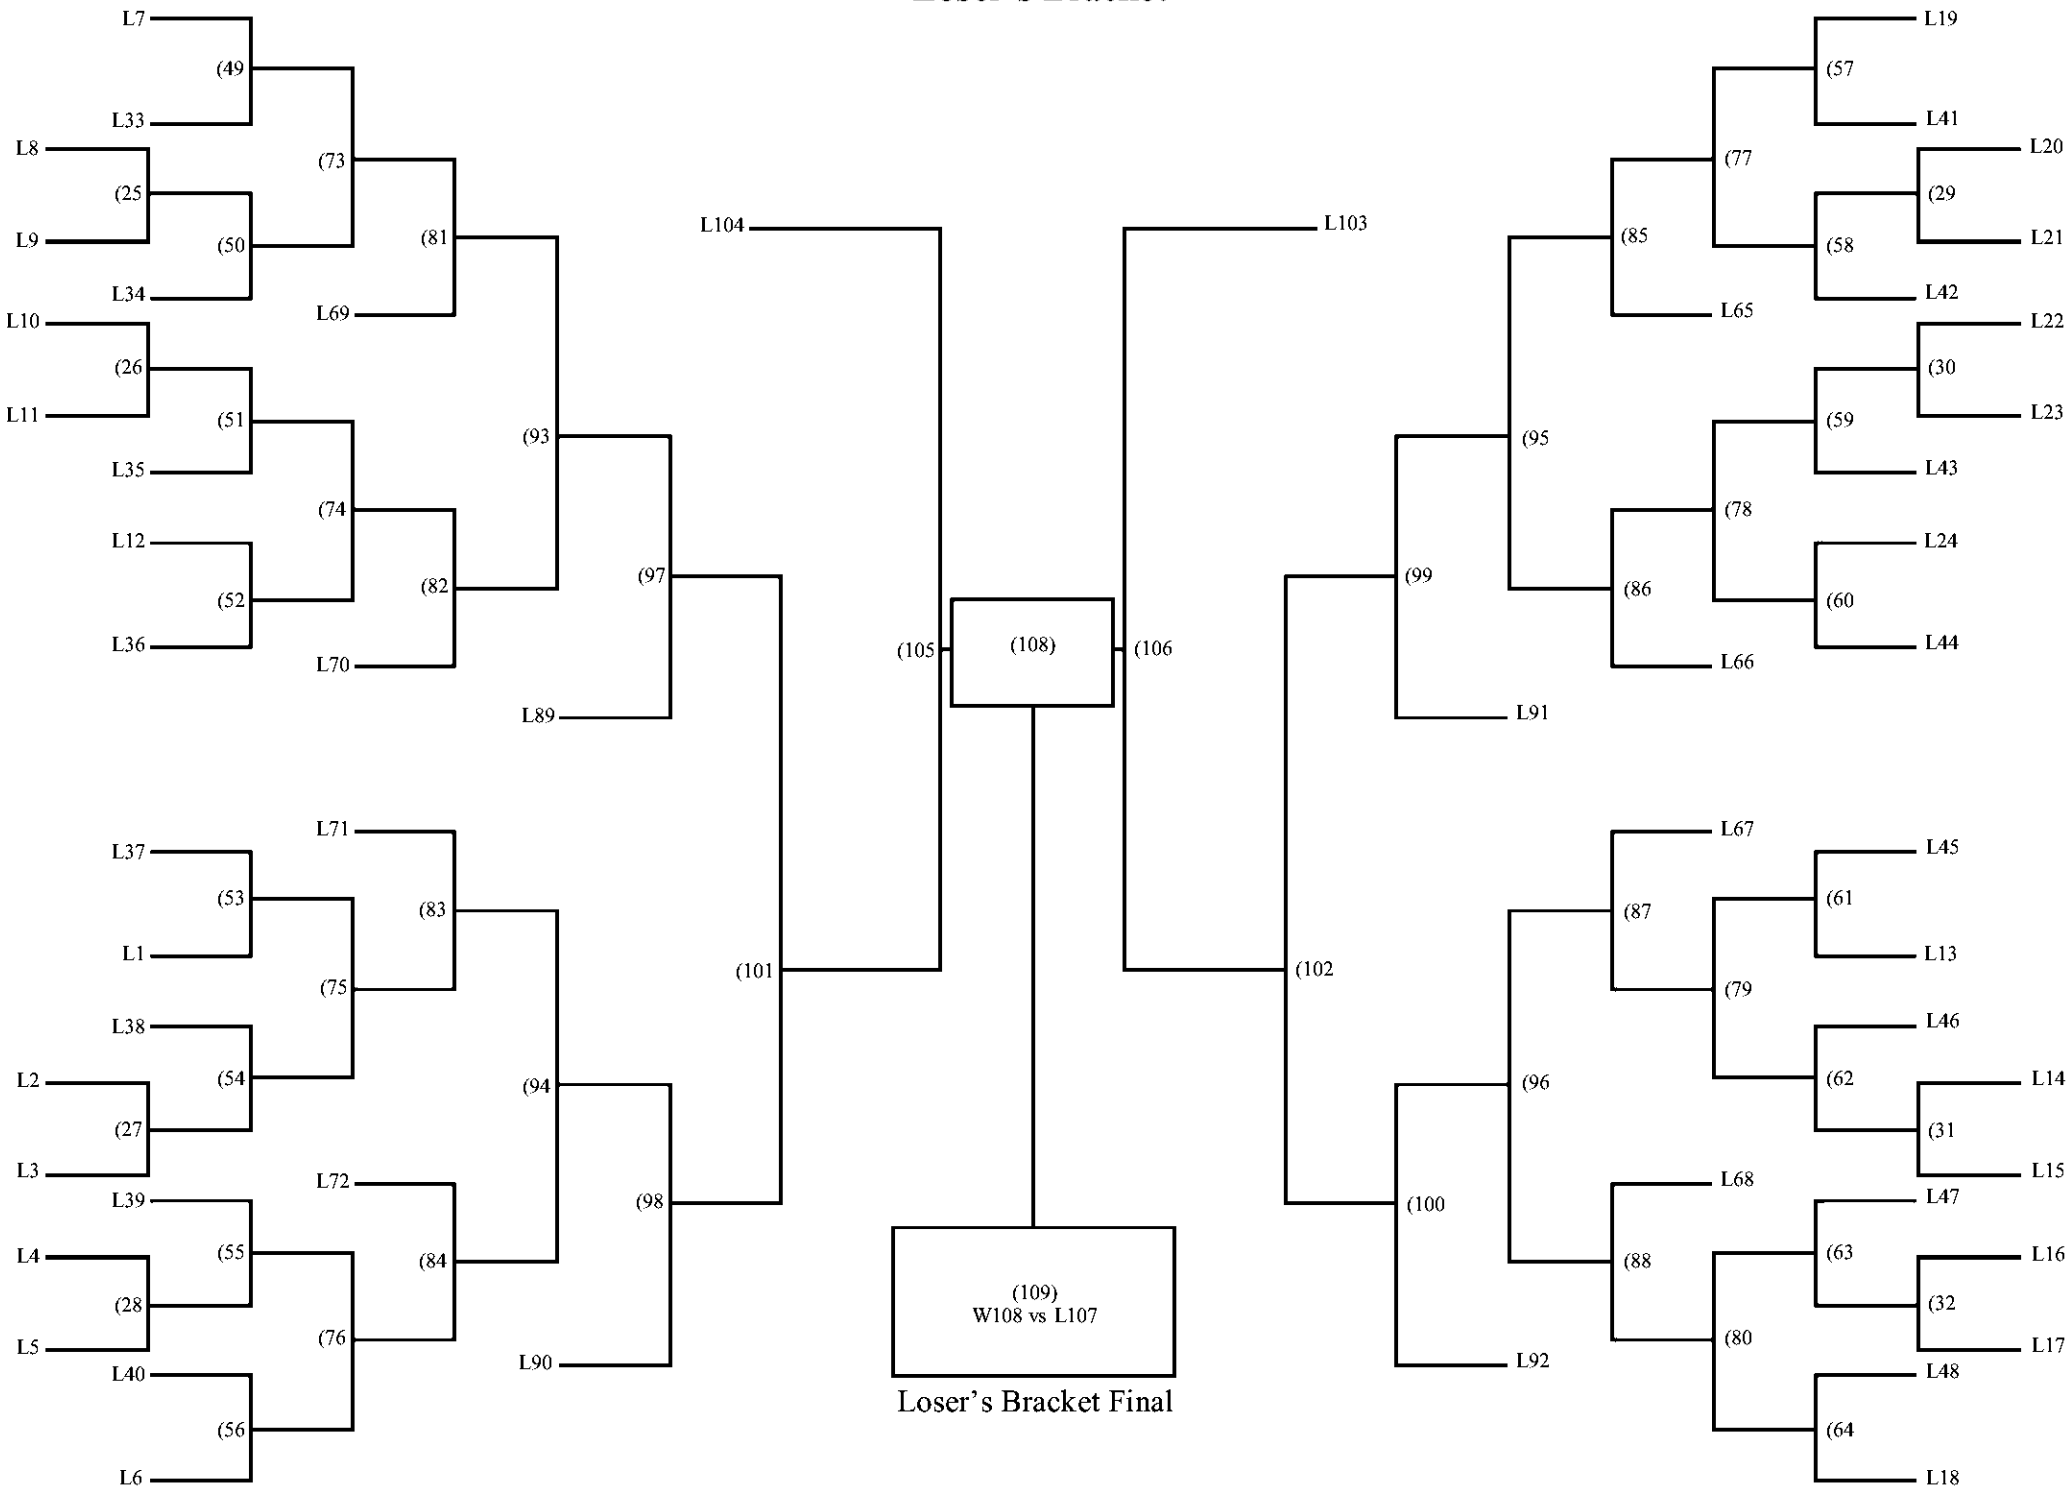 Loser's Bracket
L7
L19
(49
(57
L33
L41
L8
L20
(73
(77
(25
(29
L9
L21
(50
(58
(81
(85
L104
L103
L34
L42
L10
L22
L69
L65
(26
(30
L11
L23
(51
(59
(93
(95
L35
L43
(74
(78
L12
L24
(97
(99
(82
(86
(52
(60
L36
L44
(105
(108)
(106
L70
L66
L89
L91
L71
L67
L37
L45
(53
(61
(83
(87
L1
L13
(101
(102
(75
(79
L38
L46
L2
L14
(54
(62
(94
(96
(27
(31
L3
L15
L72
L68
L39
L47
(98
(100
L4
L16
(55
(63
(84
(88
(28
(32
(109)
W108 vs L107
L5
L17
(76
(80
L90
L92
L40
L48
Loser’s Bracket Final
(56
(64
L6
L18